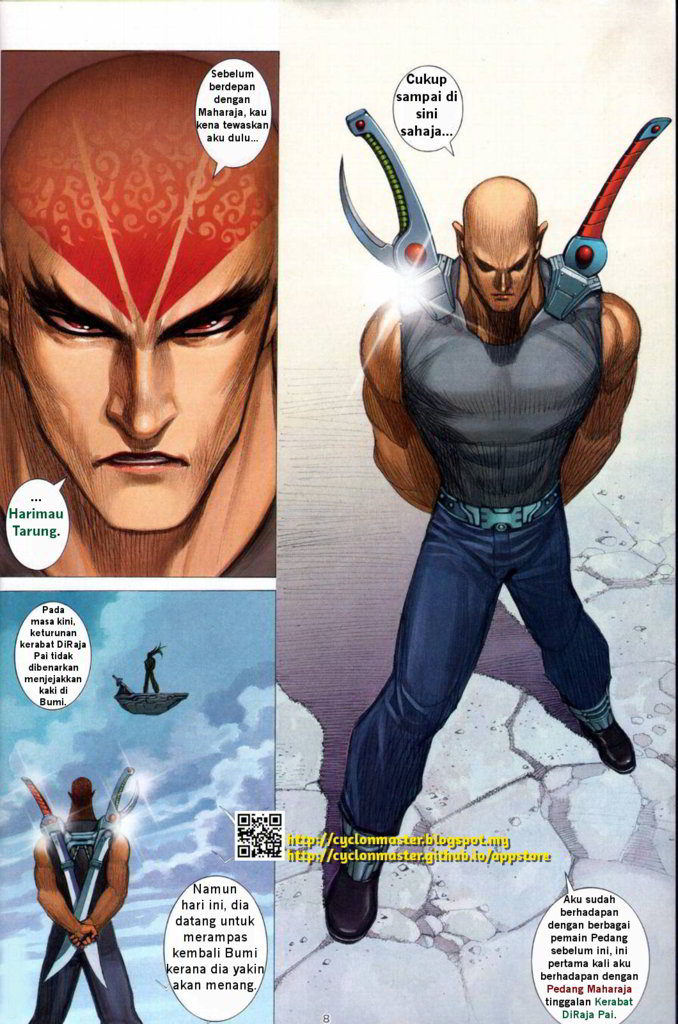 Sebelum
berdepan
dengan
Maharaja, kau
kena tewaskan
aku dulu...
...
Harimau
Tarung.
Cukup
sampai di
sini
sahaja...
Pada
masa kini,
keturunan
kerabat DiRaja
Pai tidak
dibenarkan
menjejakkan
kaki di
Bumi.
Namun
hari ini, dia
datang untuk
merampas
kembali Bumi
kerana dia yakin
akan menang.
http://cyclonmaster.blogspot.my
http://cyclonmaster.github.io/appstore
Aku sudah
berhadapan
dengan berbagai
pemain Pedang
sebelum ini, ini
pertama kali aku
berhadapan dengan
Pedang Maharaja
tinggalan Kerabat
DiRaja Pai.
8